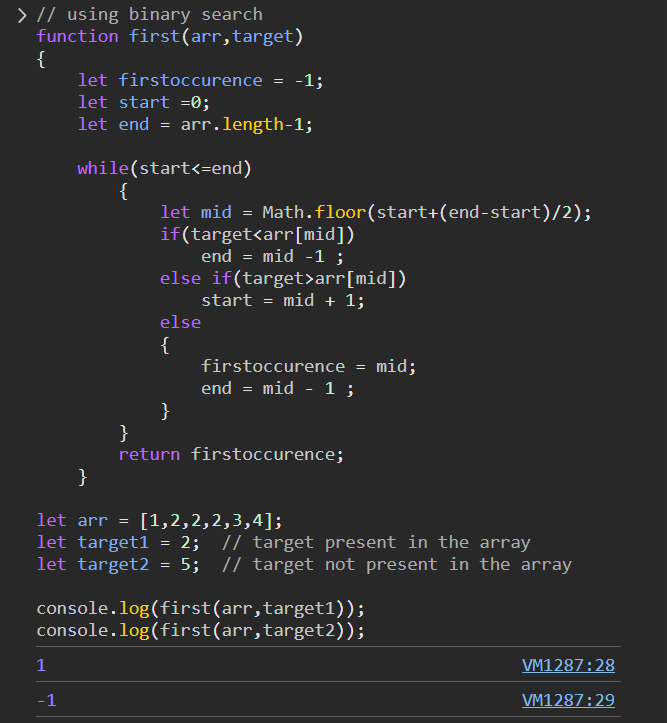 > // using binary search
function first(arr,target)
{
    let firstoccurence = -1;
    let start =0;
    let end = arr.length-1;

    while(start<=end)
        {
            let mid = Math.floor(start+(end-start)/2);
            if(target<arr[mid])
                end = mid -1 ;
            else if(target>arr[mid])
                start = mid + 1;
            else
            {
                firstoccurence = mid;
                end = mid - 1 ;
            }
        }
        return firstoccurence;
    }

let arr = [1,2,2,2,3,4];
let target1 = 2;  // target present in the array
let target2 = 5;  // target not present in the array

console.log(first(arr,target1));
console.log(first(arr,target2));
1 VM1287:28
-1 VM1287:29